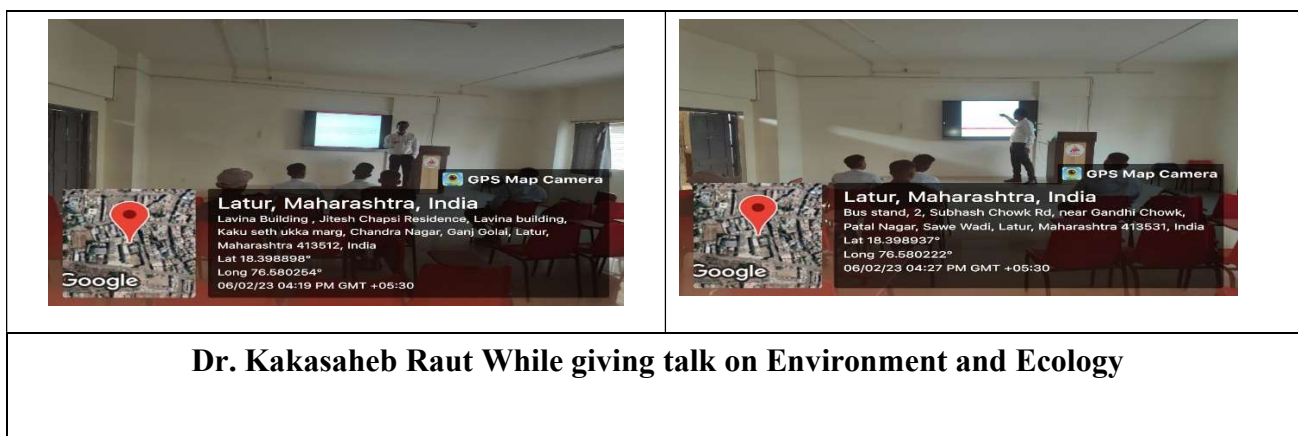 GPS Map Camera
Latur, Maharashtra, India
Lavina Building , Jitesh Chapsi Residence, Lavina building,
Kaku seth ukka marg, Chandra Nagar, Ganj Golai, Latur,
Maharashtra 413512, India
Lat 18.398898°
Long 76.580254°
06/02/23 04:19 PM GMT +05:30
Google
GPS Map Camera
Latur, Maharashtra, India
Bus stand, 2, Subhash Chowk Rd, near Gandhi Chowk,
Patal Nagar, Sawe Wadi, Latur, Maharashtra 413531, India
Lat 18.398937°
Long 76.580222°
06/02/23 04:27 PM GMT +05:30
Google
Dr. Kakasaheb Raut While giving talk on Environment and Ecology